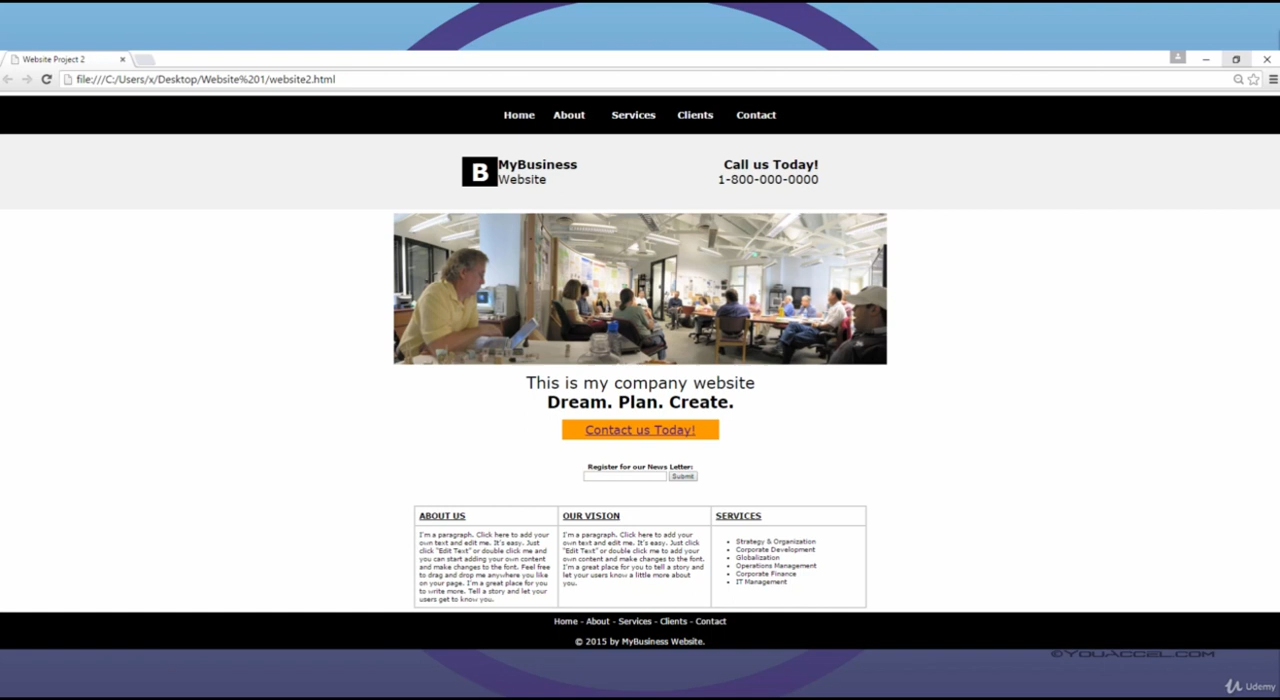 Website Project 2
file:///C:/Users/x/Desktop/Website%201/website2.html
Home About Services Clients Contact
B MyBusiness
Website
Call us Today!
1-800-000-0000
This is my company website
Dream. Plan. Create.
Contact us Today!
Register for our News Letter:
Submit
ABOUT US
I'm a paragraph. Click here to add your
own text and edit me. It's easy. Just
click "Edit Text" or double click me and
you can start adding your own content
and make changes to the font. Feel free
to drag and drop me anywhere you like
on your page. I'm a great place for you
to write more. Tell a story and let your
users get to know you.
OUR VISION
I'm a paragraph. Click here to add your
own text and edit me. It's easy. Just click
"Edit Text" or double click me to add your
own content and make changes to the font.
I'm a great place for you to tell a story and
let your users know a little more about
you.
SERVICES
Strategy & Organization
Corporate Development
Globalization
Operations Management
Corporate Finance
IT Management
Home - About - Services - Clients - Contact
© 2015 by MyBusiness Website.
©YOUACCEL.COM
Udemy